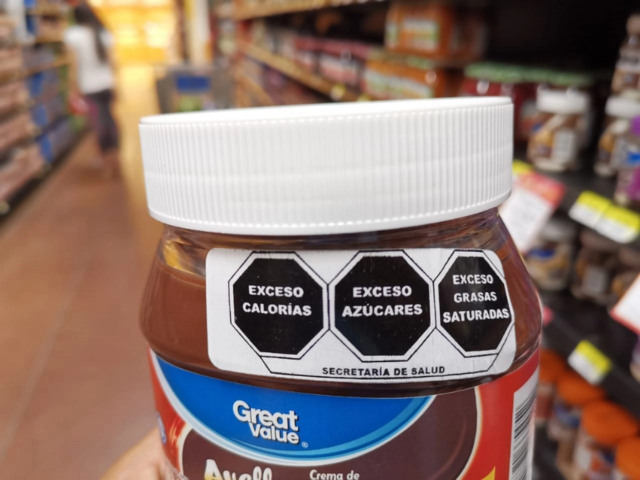 EXCESO
CALORÍAS
EXCESO
AZÚCARES
EXCESO
GRASAS
SATURADAS
SECRETARÍA DE SALUD
Great
Value®
Crema de